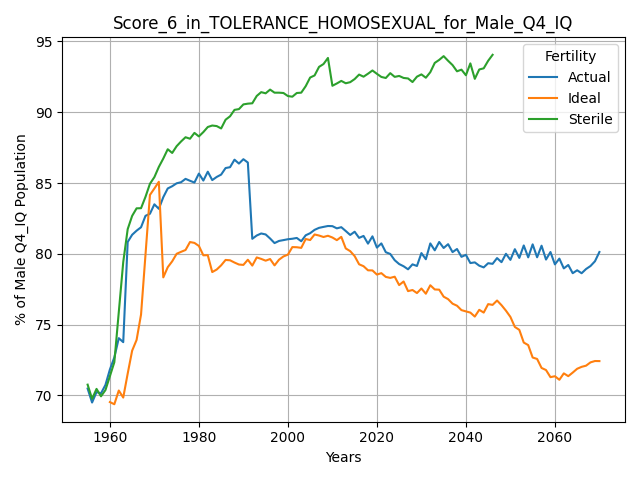 Score_6_in_TOLERANCE_HOMOSEXUAL_for_Male_Q4_IQ
Fertility
Actual
Ideal
Sterile
% of Male Q4_IQ Population
95
90
85
80
75
70
1960
1980
2000
2020
2040
2060
Years